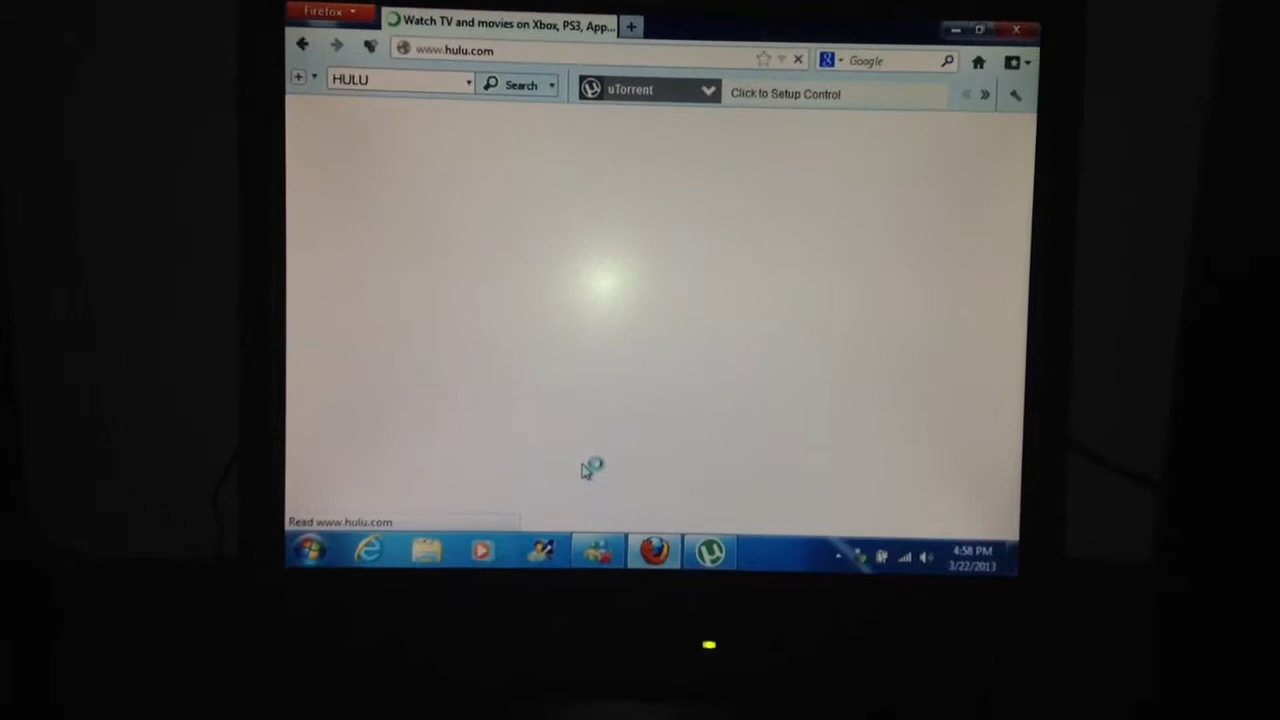 Firefox
Watch TV and movies on Xbox, PS3, App...
www.hulu.com
Google
HULU
Search
uTorrent
Click to Setup Control
Read www.hulu.com
4:58 PM
3/22/2013